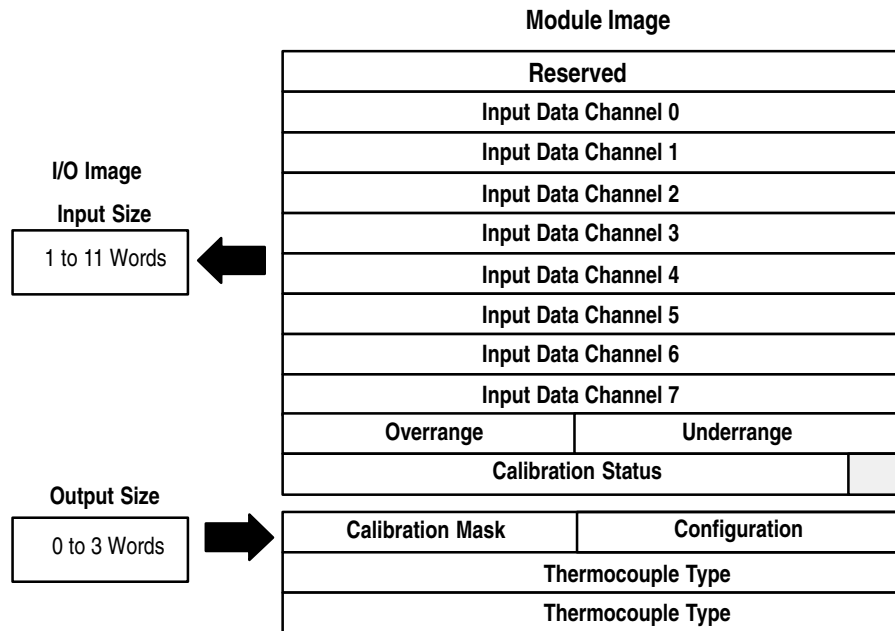 Module Image
Reserved
Input Data Channel 0
Input Data Channel 1
I/O Image
Input Data Channel 2
Input Size
Input Data Channel 3
1 to 11 Words
Input Data Channel 4
Input Data Channel 5
Input Data Channel 6
Input Data Channel 7
Overrange Underrange
Calibration Status
Output Size
Calibration Mask Configuration
0 to 3 Words
Thermocouple Type
Thermocouple Type